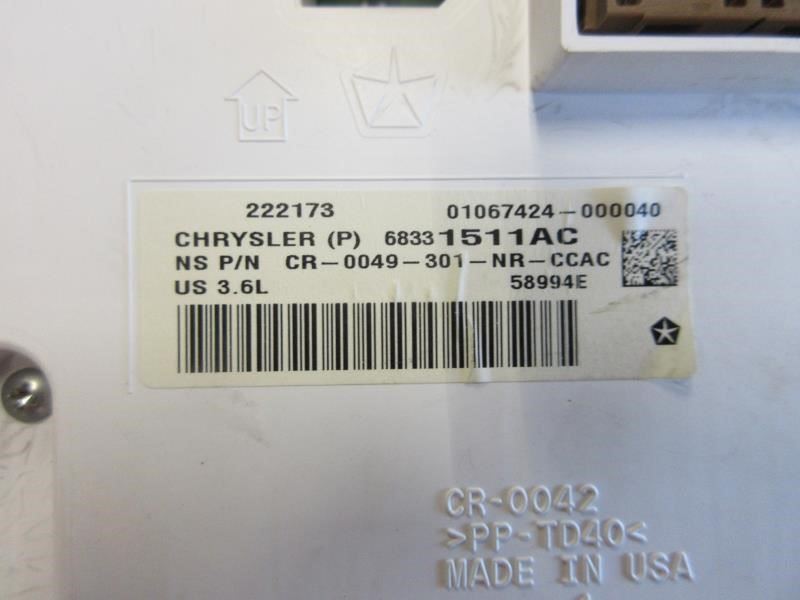 UP
222173 01067424-000040
CHRYSLER (P) 68331511AC
NS P/N CR-0049-301-NR-CCAC
US 3.6L 58994E
CR-0042
>PP-TD40<
MADE IN USA